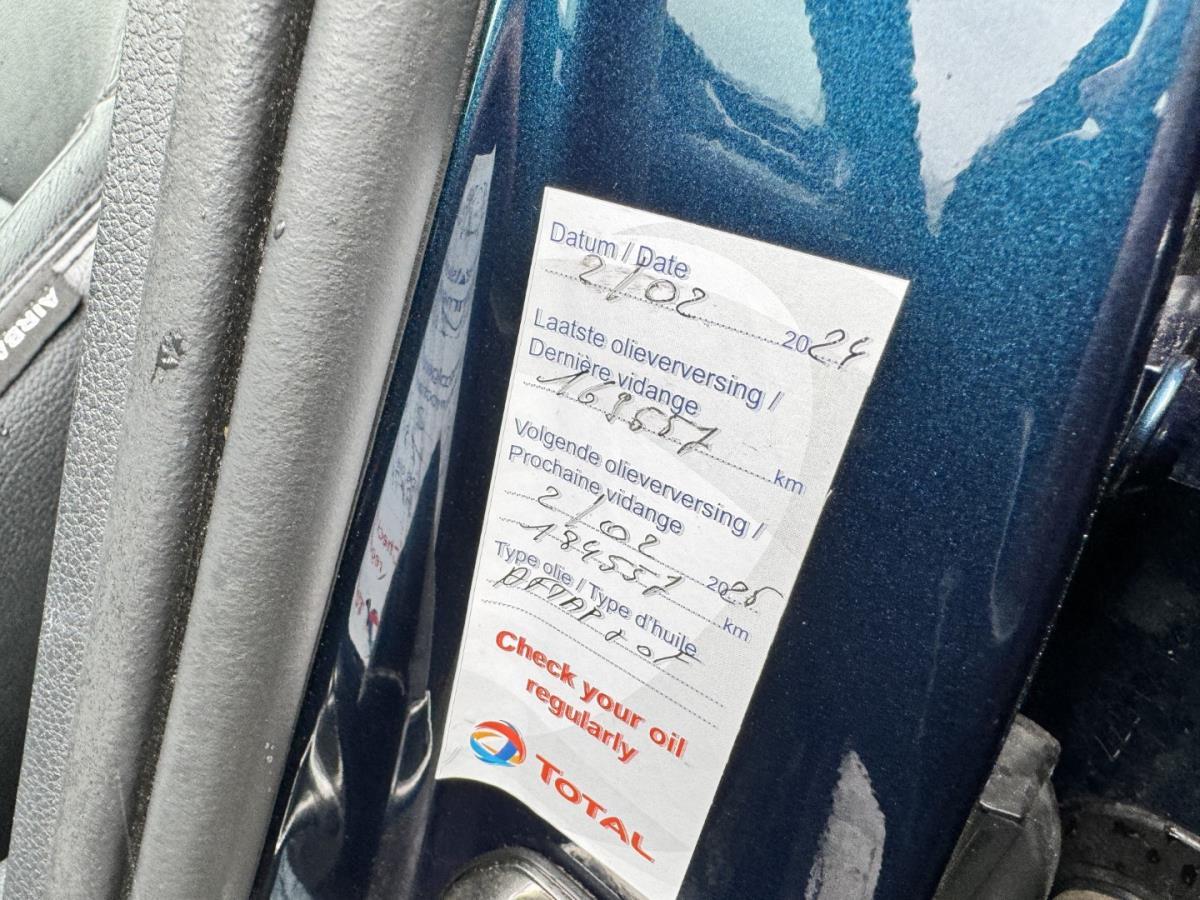 Datum / Date
2/02 2024
Laatste olieverversing /
Dernière vidange
169557 km
Volgende olieverversing /
Prochaine vidange
2/02 2025
184557 km
Type olie / Type d'huile
Check your oil
regularly
TOTAL
AIRBA